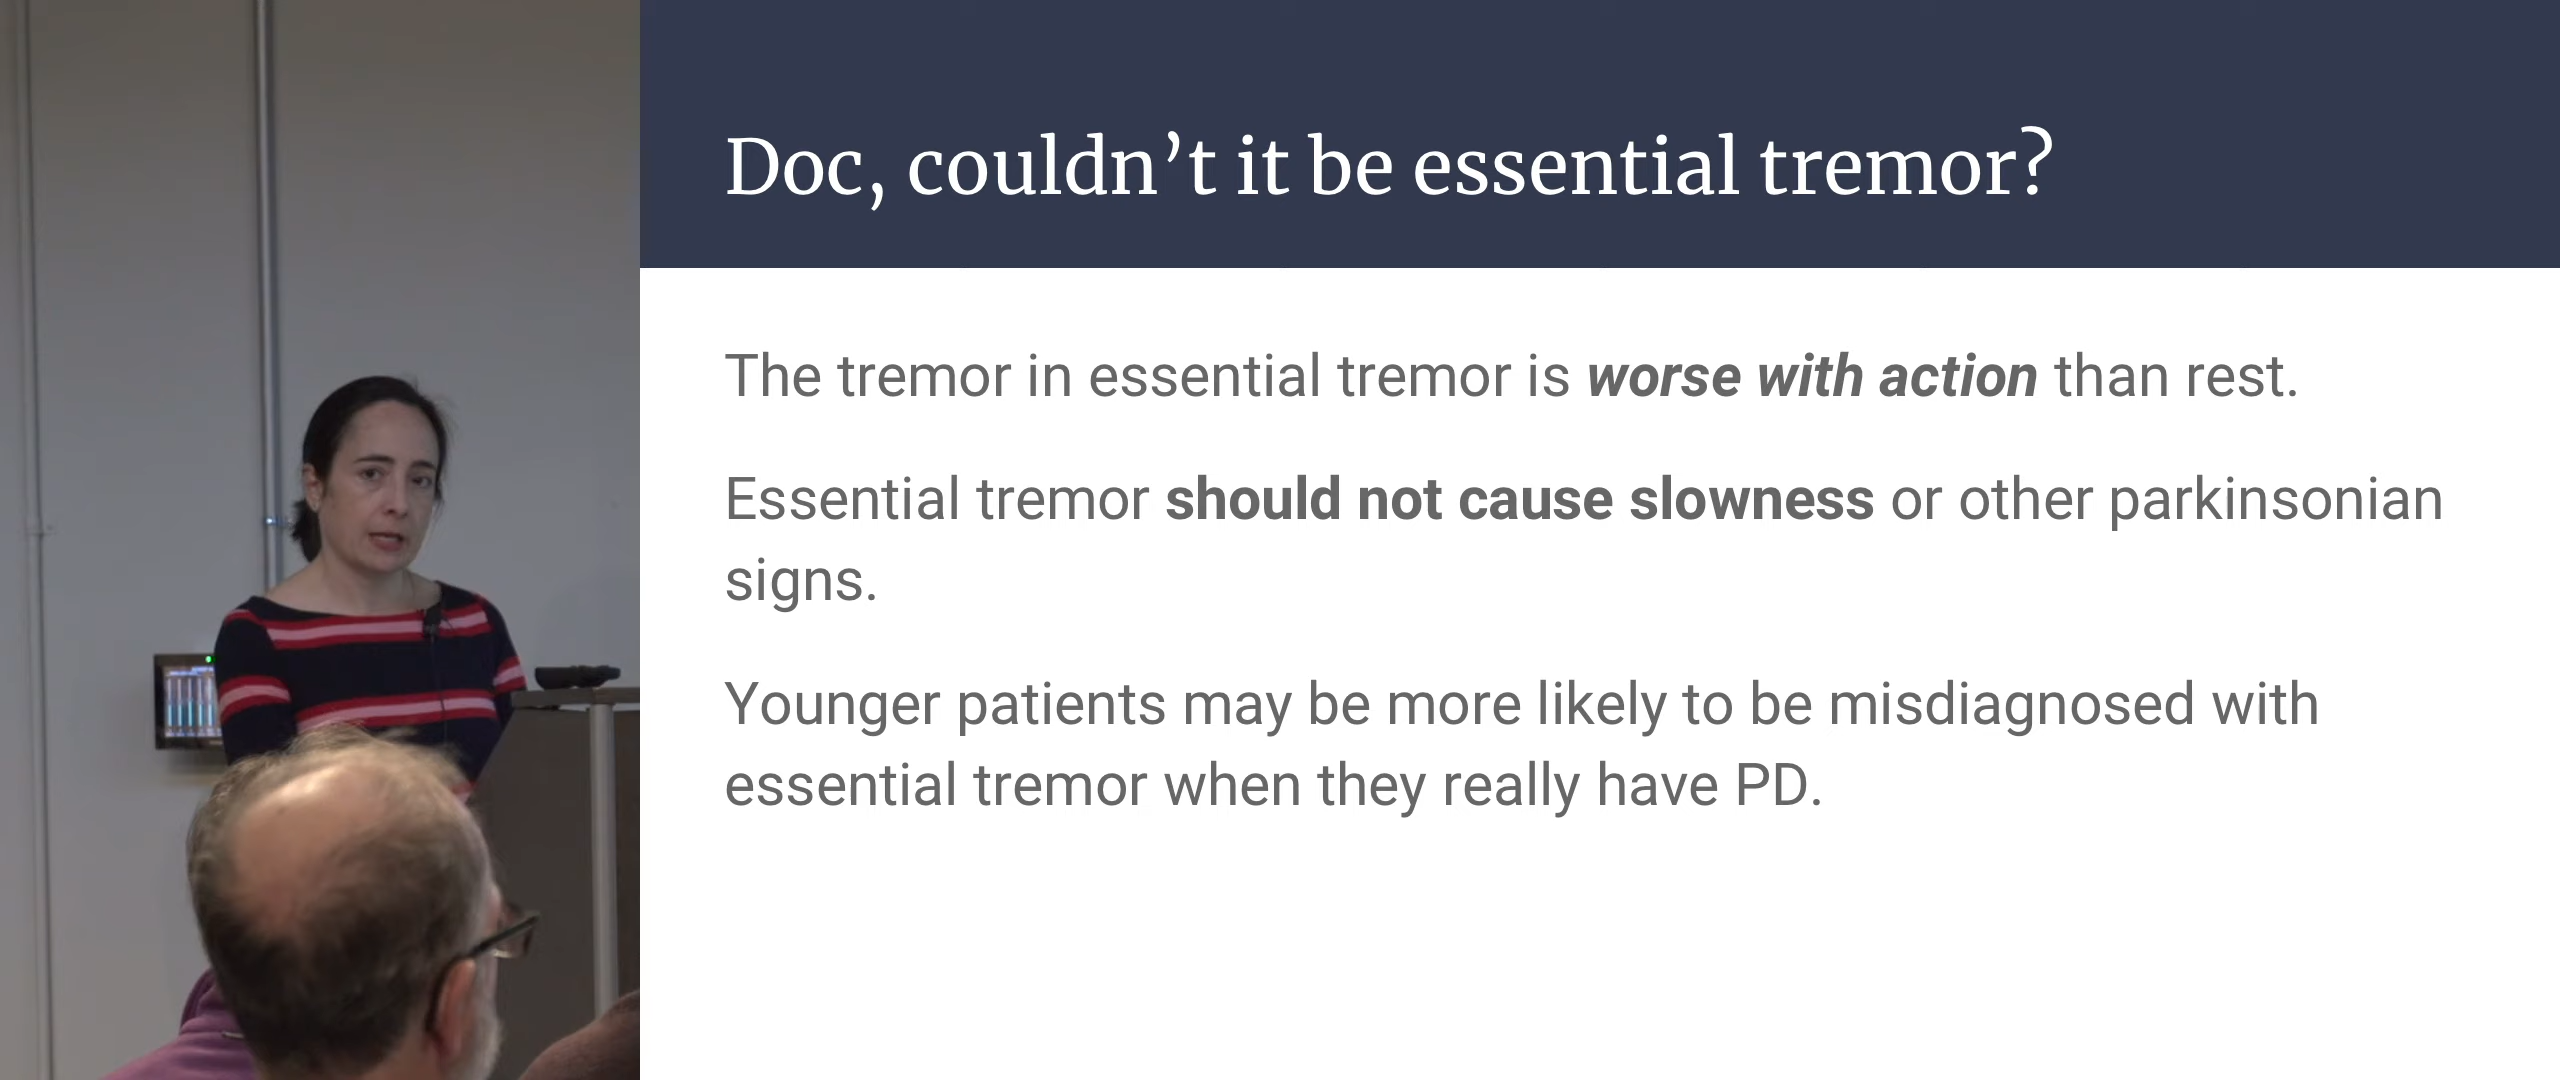 Doc, couldn’t it be essential tremor?
The tremor in essential tremor is worse with action than rest.
Essential tremor should not cause slowness or other parkinsonian
signs.
Younger patients may be more likely to be misdiagnosed with
essential tremor when they really have PD.